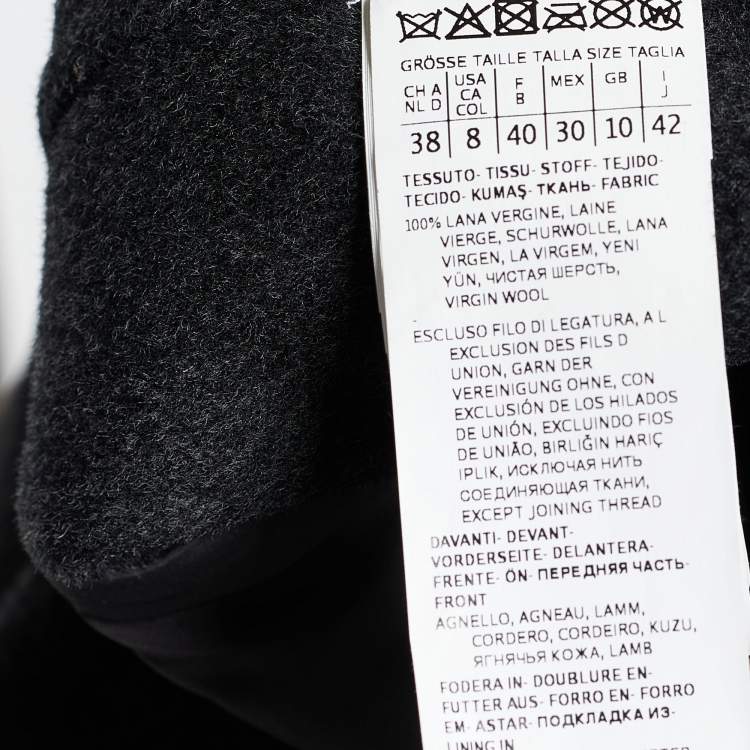 GRÖSSE TAILLE TALLA SIZE TAGLIA
CH A NL D USA CA COL F B MEX GB I J
38 8 40 30 10 42
TESSUTO- TISSU- STOFF- TEJIDO-
TECIDO- KUMAŞ- ТКАНЬ- FABRIC
100% LANA VERGINE, LAINE
VIERGE, SCHURWOLLE, LANA
VIRGEN, LA VIRGEM, YENI
YÜN, ЧИСТАЯ ШЕРСТЬ,
VIRGIN WOOL
ESCLUSO FILO DI LEGATURA, A L
EXCLUSION DES FILS D
UNION, GARN DER
VEREINIGUNG OHNE, CON
EXCLUSIÓN DE LOS HILADOS
DE UNIÓN, EXCLUINDO FIOS
DE UNIÃO, BIRLIĞIN HARIÇ
IPLIK, ИСКЛЮЧАЯ НИТЬ
СОЕДИНЯЮЩАЯ ТКАНИ,
EXCEPT JOINING THREAD
DAVANTI- DEVANT-
VORDERSEITE- DELANTERA-
FRENTE- ÖN- ПЕРЕДНЯЯ ЧАСТЬ-
FRONT
AGNELLO, AGNEAU, LAMM,
CORDERO, CORDEIRO, KUZU,
ЯГНЯЧЬЯ КОЖА, LAMB
FODERA IN- DOUBLURE EN-
FUTTER AUS- FORRO EN- FORRO
EM- ASTAR- ПОДКЛАДКА ИЗ-
LINING IN